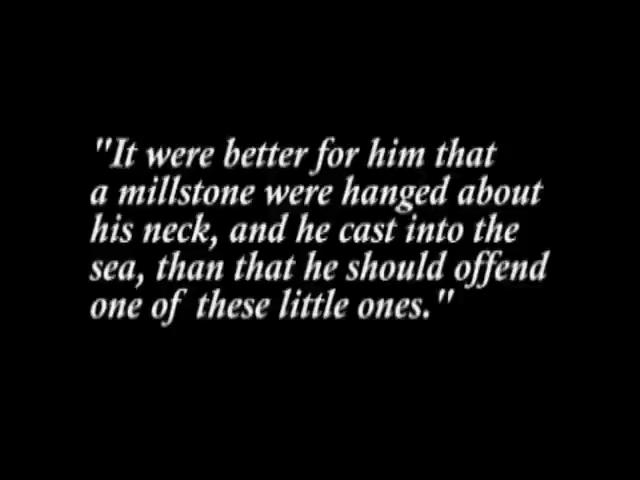 "It were better for him that
a millstone were hanged about
his neck, and he cast into the
sea, than that he should offend
one of these little ones."